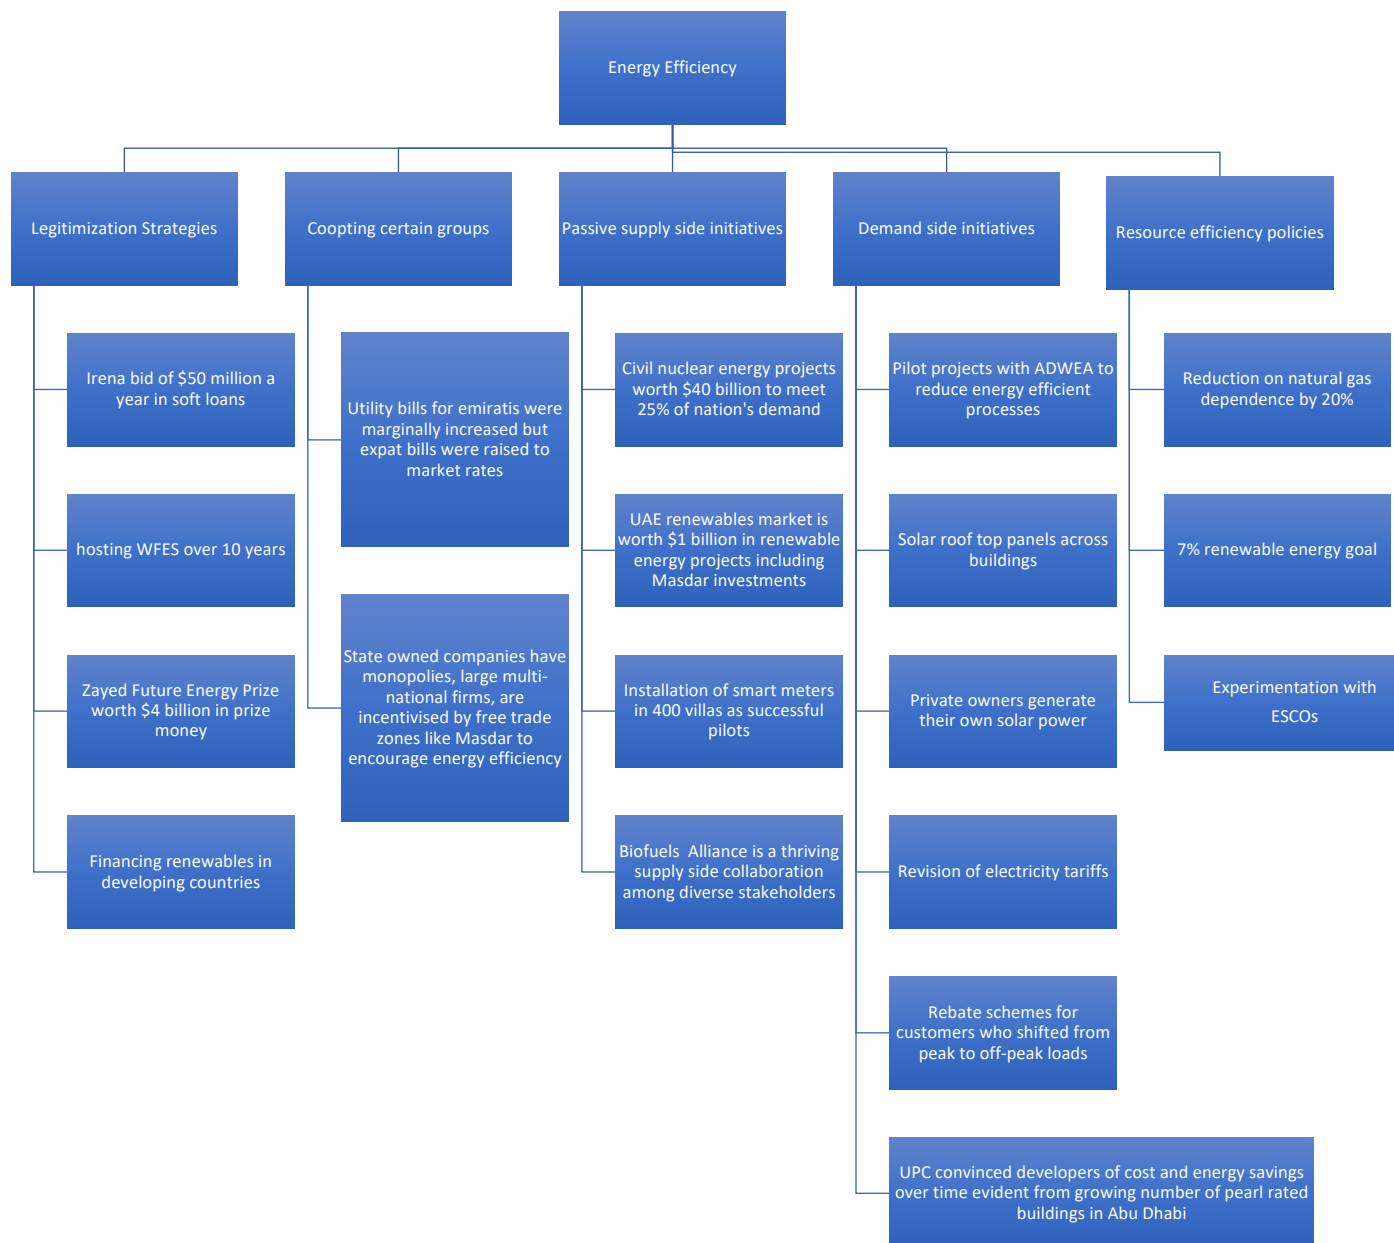 Energy Efficiency
Legitimization Strategies
Irena bid of $50 million a
year in soft loans
hosting WFES over 10 years
Zayed Future Energy Prize
worth $4 billion in prize
money
Financing renewables in
developing countries
Coopting certain groups
Utility bills for emiratis were
marginally increased but
expat bills were raised to
market rates
State owned companies have
monopolies, large multi-
national firms, are
incentivised by free trade
zones like Masdar to
encourage energy efficiency
Passive supply side initiatives
Civil nuclear energy projects
worth $40 billion to meet
25% of nation's demand
UAE renewables market is
worth $1 billion in renewable
energy projects including
Masdar investments
Installation of smart meters
in 400 villas as successful
pilots
Biofuels Alliance is a thriving
supply side collaboration
among diverse stakeholders
Demand side initiatives
Pilot projects with ADWEA to
reduce energy efficient
processes
Solar roof top panels across
buildings
Private owners generate
their own solar power
Revision of electricity tariffs
Rebate schemes for
customers who shifted from
peak to off-peak loads
UPC convinced developers of cost and energy savings
over time evident from growing number of pearl rated
buildings in Abu Dhabi
Resource efficiency policies
Reduction on natural gas
dependence by 20%
7% renewable energy goal
Experimentation with
ESCOs